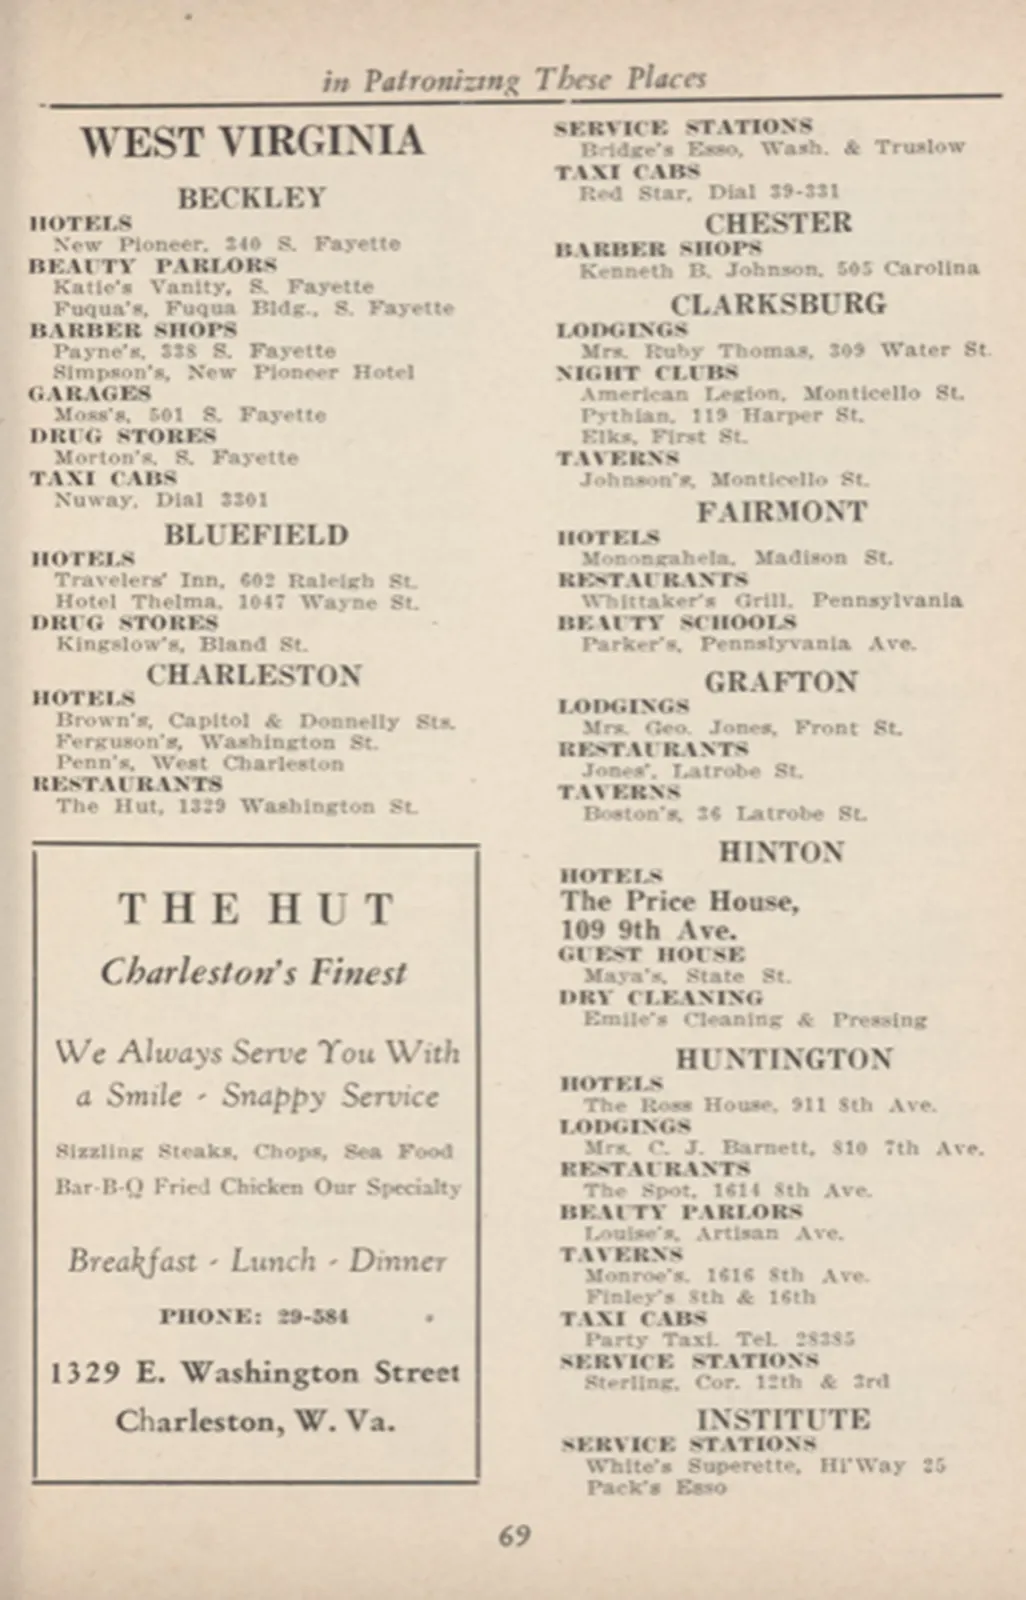 in Patronizing These Places
WEST VIRGINIA
BECKLEY
HOTELS
New Pioneer, 340 S. Fayette
BEAUTY PARLORS
Katie's Vanity, S. Fayette
Fuqua's, Fuqua Bldg., S. Fayette
BARBER SHOPS
Payne's, 338 S. Fayette
Simpson's, New Pioneer Hotel
GARAGES
Moss's, 501 S. Fayette
DRUG STORES
Morton's, S. Fayette
TAXI CABS
Nuway, Dial 3301
BLUEFIELD
HOTELS
Travelers' Inn, 602 Raleigh St.
Hotel Thelma, 1047 Wayne St.
DRUG STORES
Kingslow's, Bland St.
CHARLESTON
HOTELS
Brown's, Capitol & Donnelly Sts.
Ferguson's, Washington St.
Penn's, West Charleston
RESTAURANTS
The Hut, 1329 Washington St.
THE HUT
Charleston's Finest
We Always Serve You With
a Smile - Snappy Service
Sizzling Steaks, Chops, Sea Food
Bar-B-Q Fried Chicken Our Specialty
Breakfast - Lunch - Dinner
PHONE: 29-584
1329 E. Washington Street
Charleston, W. Va.
SERVICE STATIONS
Bridge's Esso, Wash. & Truslow
TAXI CABS
Red Star, Dial 39-331
CHESTER
BARBER SHOPS
Kenneth B. Johnson, 505 Carolina
CLARKSBURG
LODGINGS
Mrs. Ruby Thomas, 309 Water St.
NIGHT CLUBS
American Legion, Monticello St.
Pythian, 119 Harper St.
Elks, First St.
TAVERNS
Johnson's, Monticello St.
FAIRMONT
HOTELS
Monongahela, Madison St.
RESTAURANTS
Whittaker's Grill, Pennsylvania
BEAUTY SCHOOLS
Parker's, Pennslyvania Ave.
GRAFTON
LODGINGS
Mrs. Geo. Jones, Front St.
RESTAURANTS
Jones', Latrobe St.
TAVERNS
Boston's, 36 Latrobe St.
HINTON
HOTELS
The Price House,
109 9th Ave.
GUEST HOUSE
Maya's, State St.
DRY CLEANING
Emile's Cleaning & Pressing
HUNTINGTON
HOTELS
The Ross House, 911 8th Ave.
LODGINGS
Mrs. C. J. Barnett, 810 7th Ave.
RESTAURANTS
The Spot, 1614 8th Ave.
BEAUTY PARLORS
Louise's, Artisan Ave.
TAVERNS
Monroe's, 1616 8th Ave.
Finley's 8th & 16th
TAXI CABS
Party Taxi. Tel. 28385
SERVICE STATIONS
Sterling, Cor. 12th & 3rd
INSTITUTE
SERVICE STATIONS
White's Superette, Hi'Way 25
Pack's Esso
69